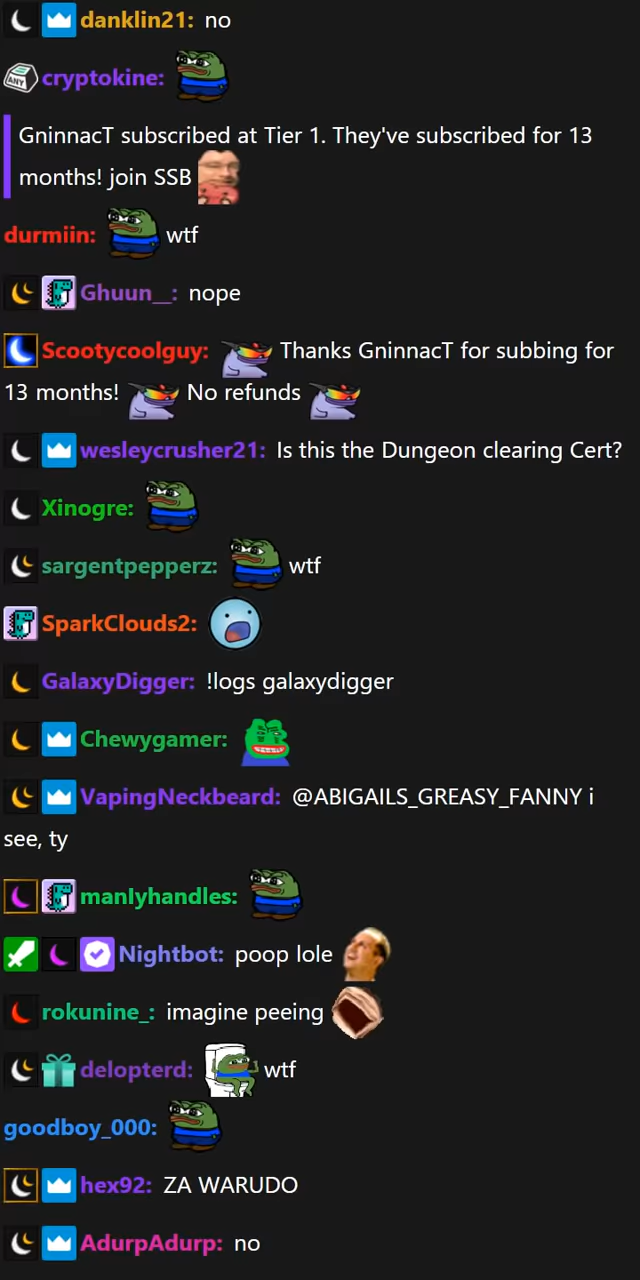 danklin21: no
ANY cryptokine:
GninnacT subscribed at Tier 1. They've subscribed for 13
months! join SSB
durmiin: wtf
Ghuun__: nope
Scootycoolguy: Thanks GninnacT for subbing for
13 months! No refunds
wesleycrusher21: Is this the Dungeon clearing Cert?
Xinogre:
sargentpepperz: wtf
SparkClouds2:
GalaxyDigger: !logs galaxydigger
Chewygamer:
VapingNeckbeard: @ABIGAILS_GREASY_FANNY i
see, ty
manIyhandles:
Nightbot: poop lole
rokunine_: imagine peeing
delopterd: wtf
goodboy_000:
hex92: ZA WARUDO
AdurpAdurp: no